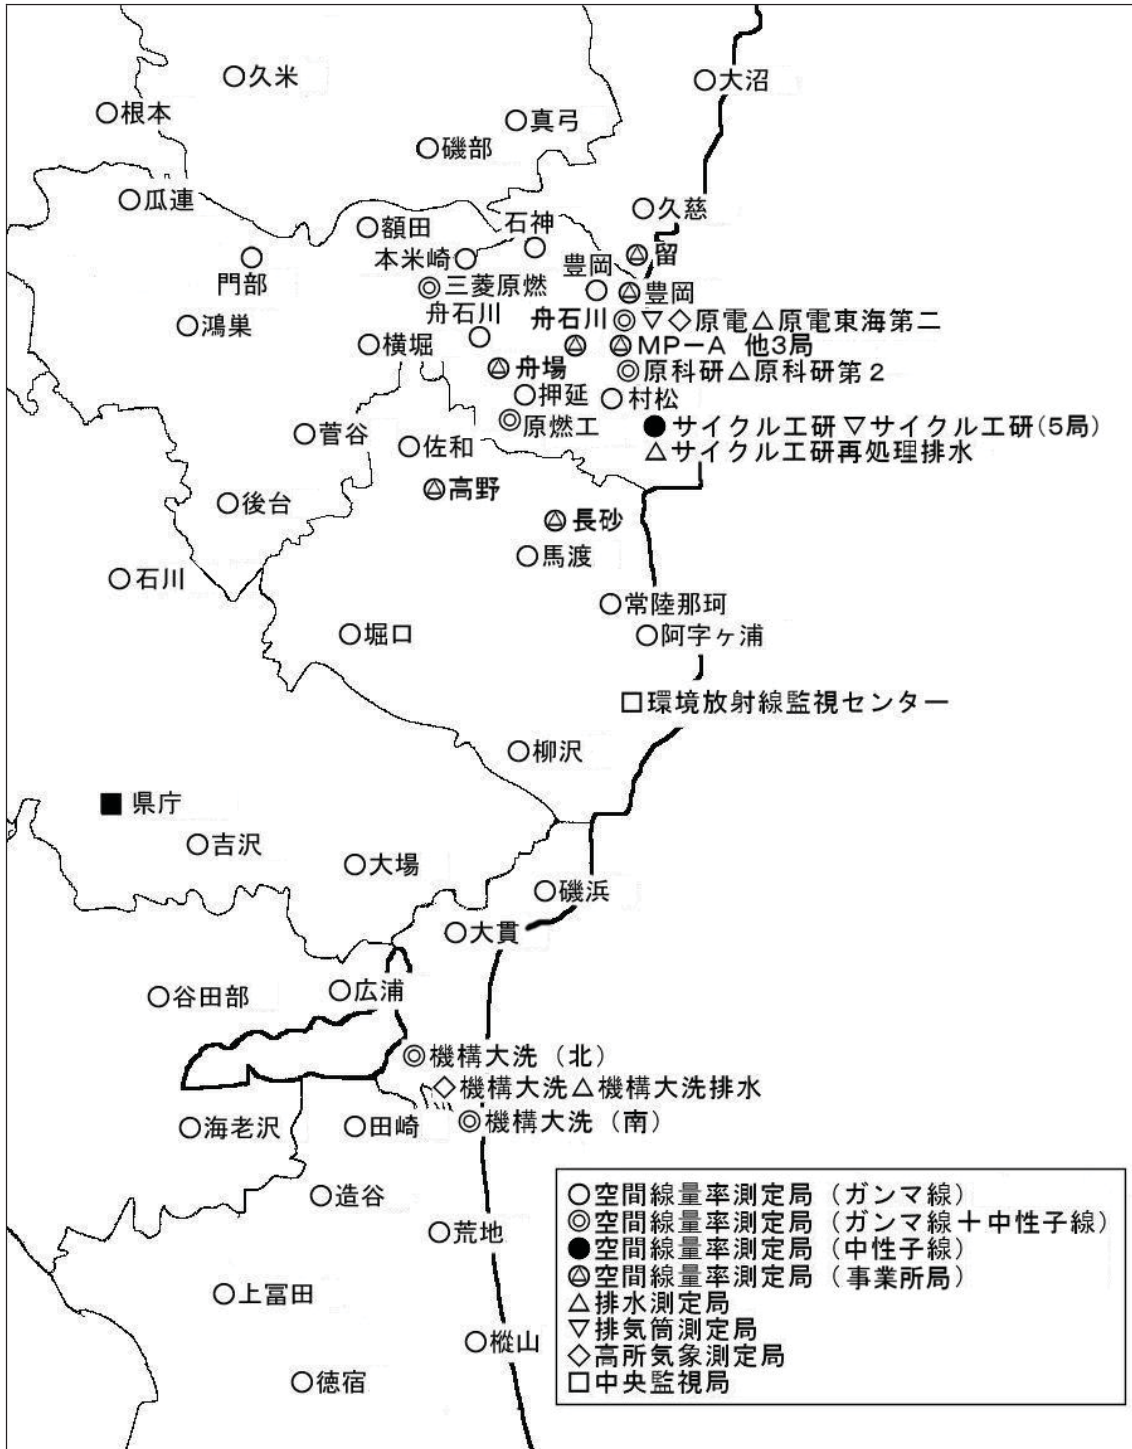 ○久米
○大沼
○根本
○真弓
○磯部
○瓜連
○久慈
○額田
石神
○
◎留
本米崎○
○
門部
豊岡
○
◎三菱原燃
◎豊岡
舟石川
○
○鴻巣
舟石川◎▽◇原電△原電東海第二
○横堀
◎MP-A 他3局
◎舟場
◎原科研△原科研第2
○押延
○村松
◎原燃工
●サイクル工研▽サイクル工研(5局)
○菅谷
○佐和
△サイクル工研再処理排水
◎高野
○後台
◎長砂
○馬渡
○石川
○常陸那珂
○堀口
○阿字ヶ浦
□環境放射線監視センター
○柳沢
■県庁
○吉沢
○大場
○磯浜
○大貫
○谷田部
○広浦
◎機構大洗(北)
◇機構大洗△機構大洗排水
○海老沢
○田崎
◎機構大洗(南)
○造谷
○荒地
○上冨田
○樅山
○徳宿
○空間線量率測定局(ガンマ線)
◎空間線量率測定局(ガンマ線+中性子線)
●空間線量率測定局(中性子線)
◎空間線量率測定局(事業所局)
△排水測定局
▽排気筒測定局
◇高所気象測定局
□中央監視局